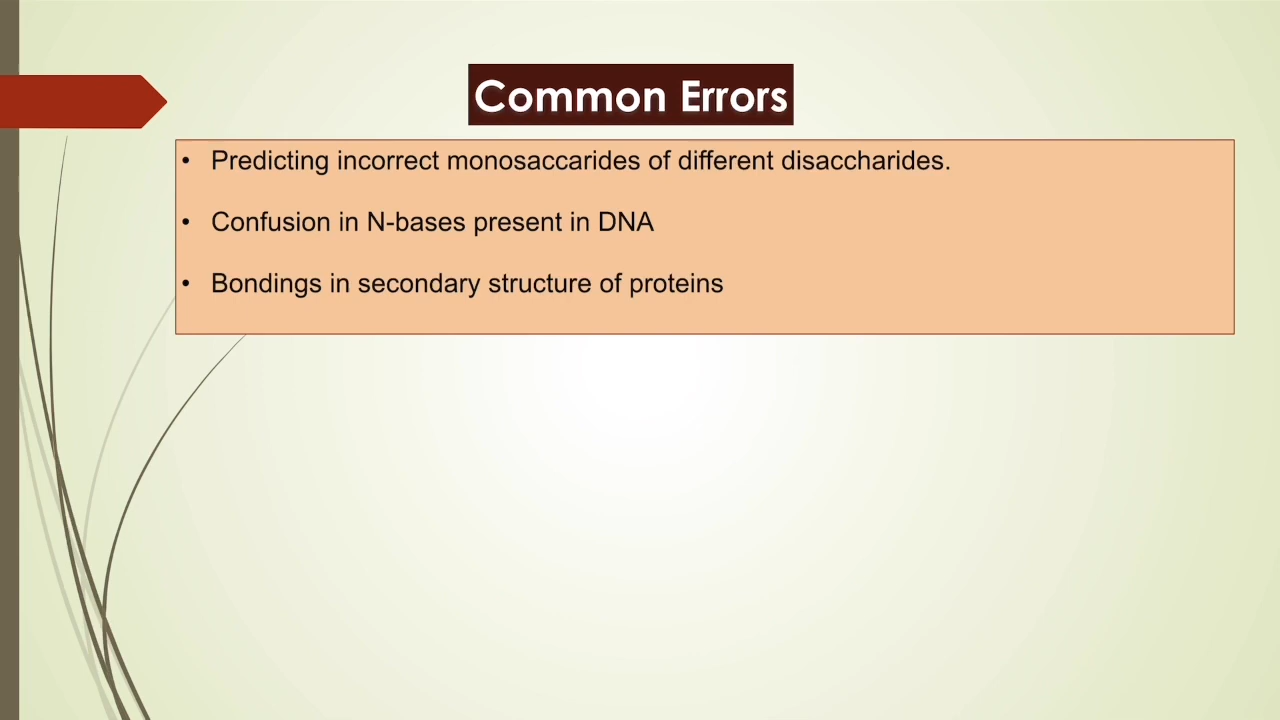 Common Errors
• Predicting incorrect monosaccarides of different disaccharides.
• Confusion in N-bases present in DNA
• Bondings in secondary structure of proteins